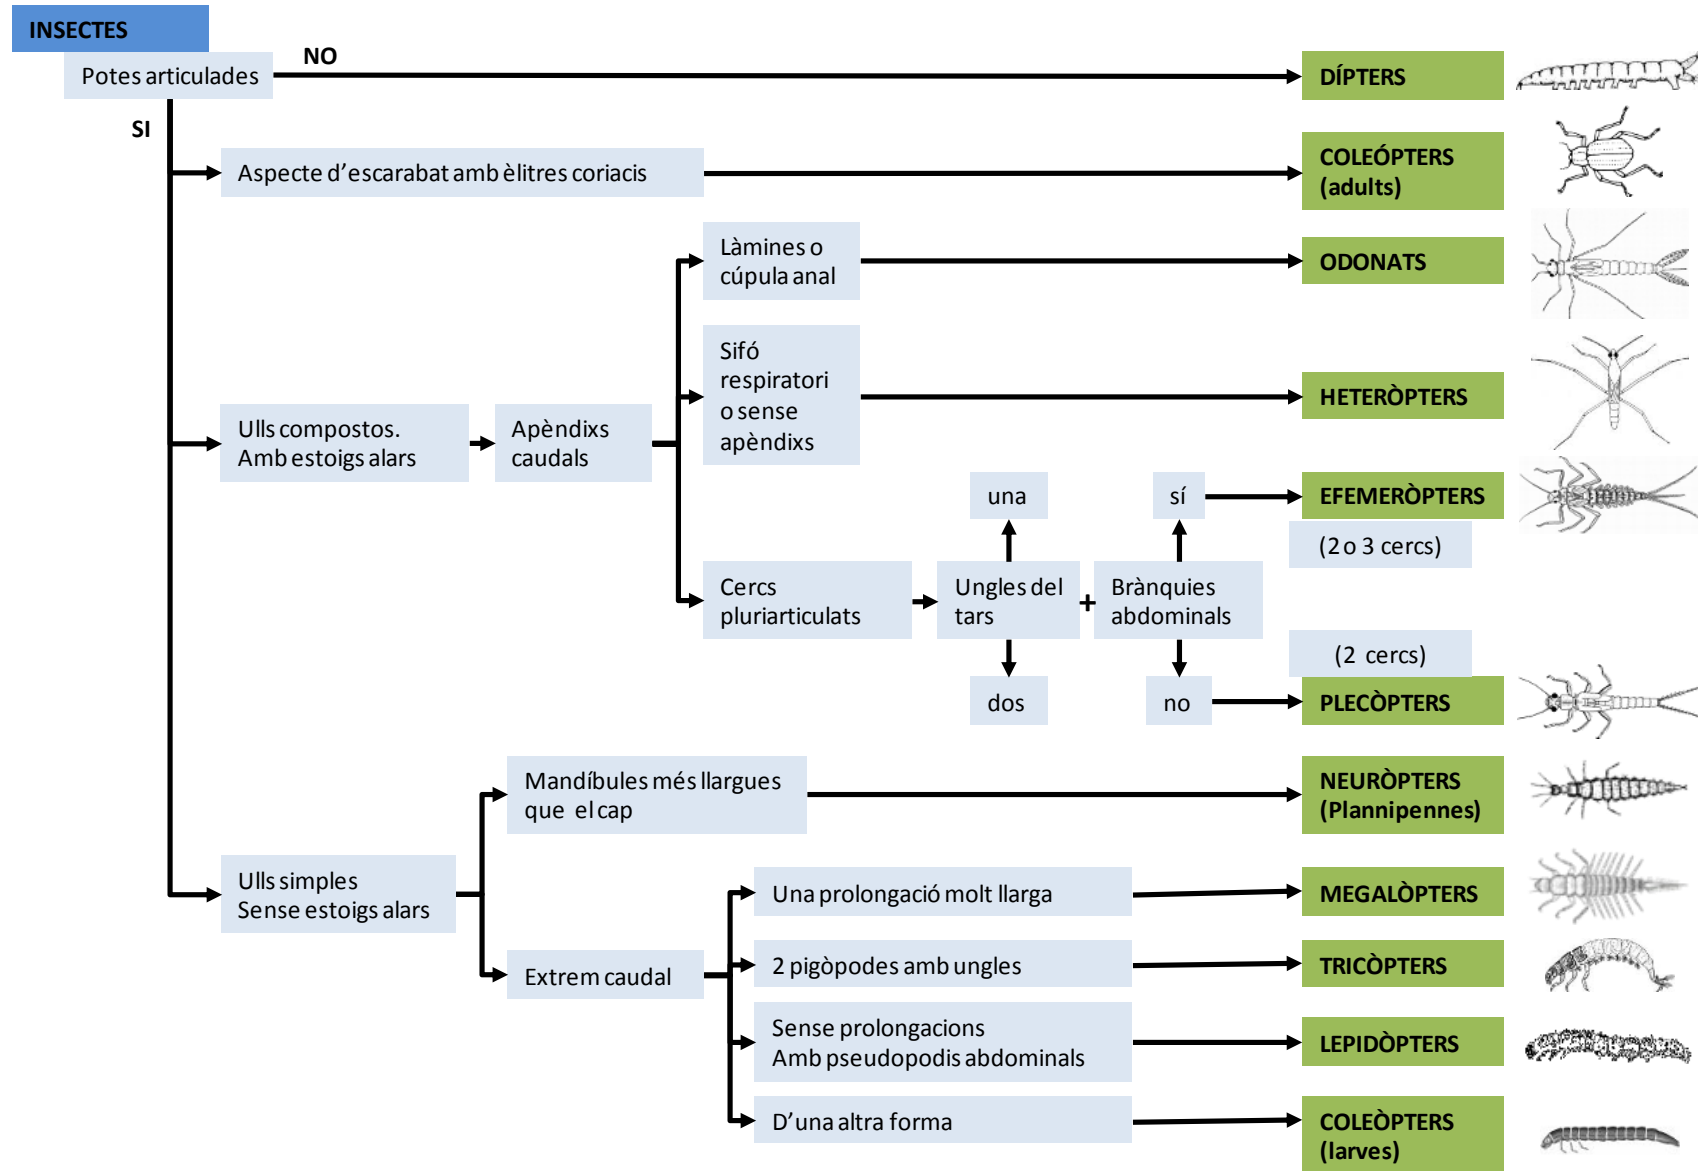 INSECTES
Potes articulades
NO
SI
DÍPTERS
Aspecte d'escarabat amb èlitres coriacis
COLEÓPTERS
(adults)
Làmines o
cúpula anal
ODONATS
Sifó
respiratori
o sense
apèndixs
HETERÒPTERS
Ulls compostos.
Amb estoigs alars
Apèndixs
caudals
una
sí
EFEMERÒPTERS
(2 o 3 cercs)
Cercs
pluriarticulats
Ungles del
tars
+
Brànquies
abdominals
(2 cercs)
dos
no
PLECÒPTERS
Mandíbules més llargues
que el cap
NEURÒPTERS
(Plannipennes)
Ulls simples
Sense estoigs alars
Una prolongació molt llarga
MEGALÒPTERS
Extrem caudal
2 pigòpodes amb ungles
TRICÒPTERS
Sense prolongacions
Amb pseudopodis abdominals
LEPIDÒPTERS
D'una altra forma
COLEÒPTERS
(larves)